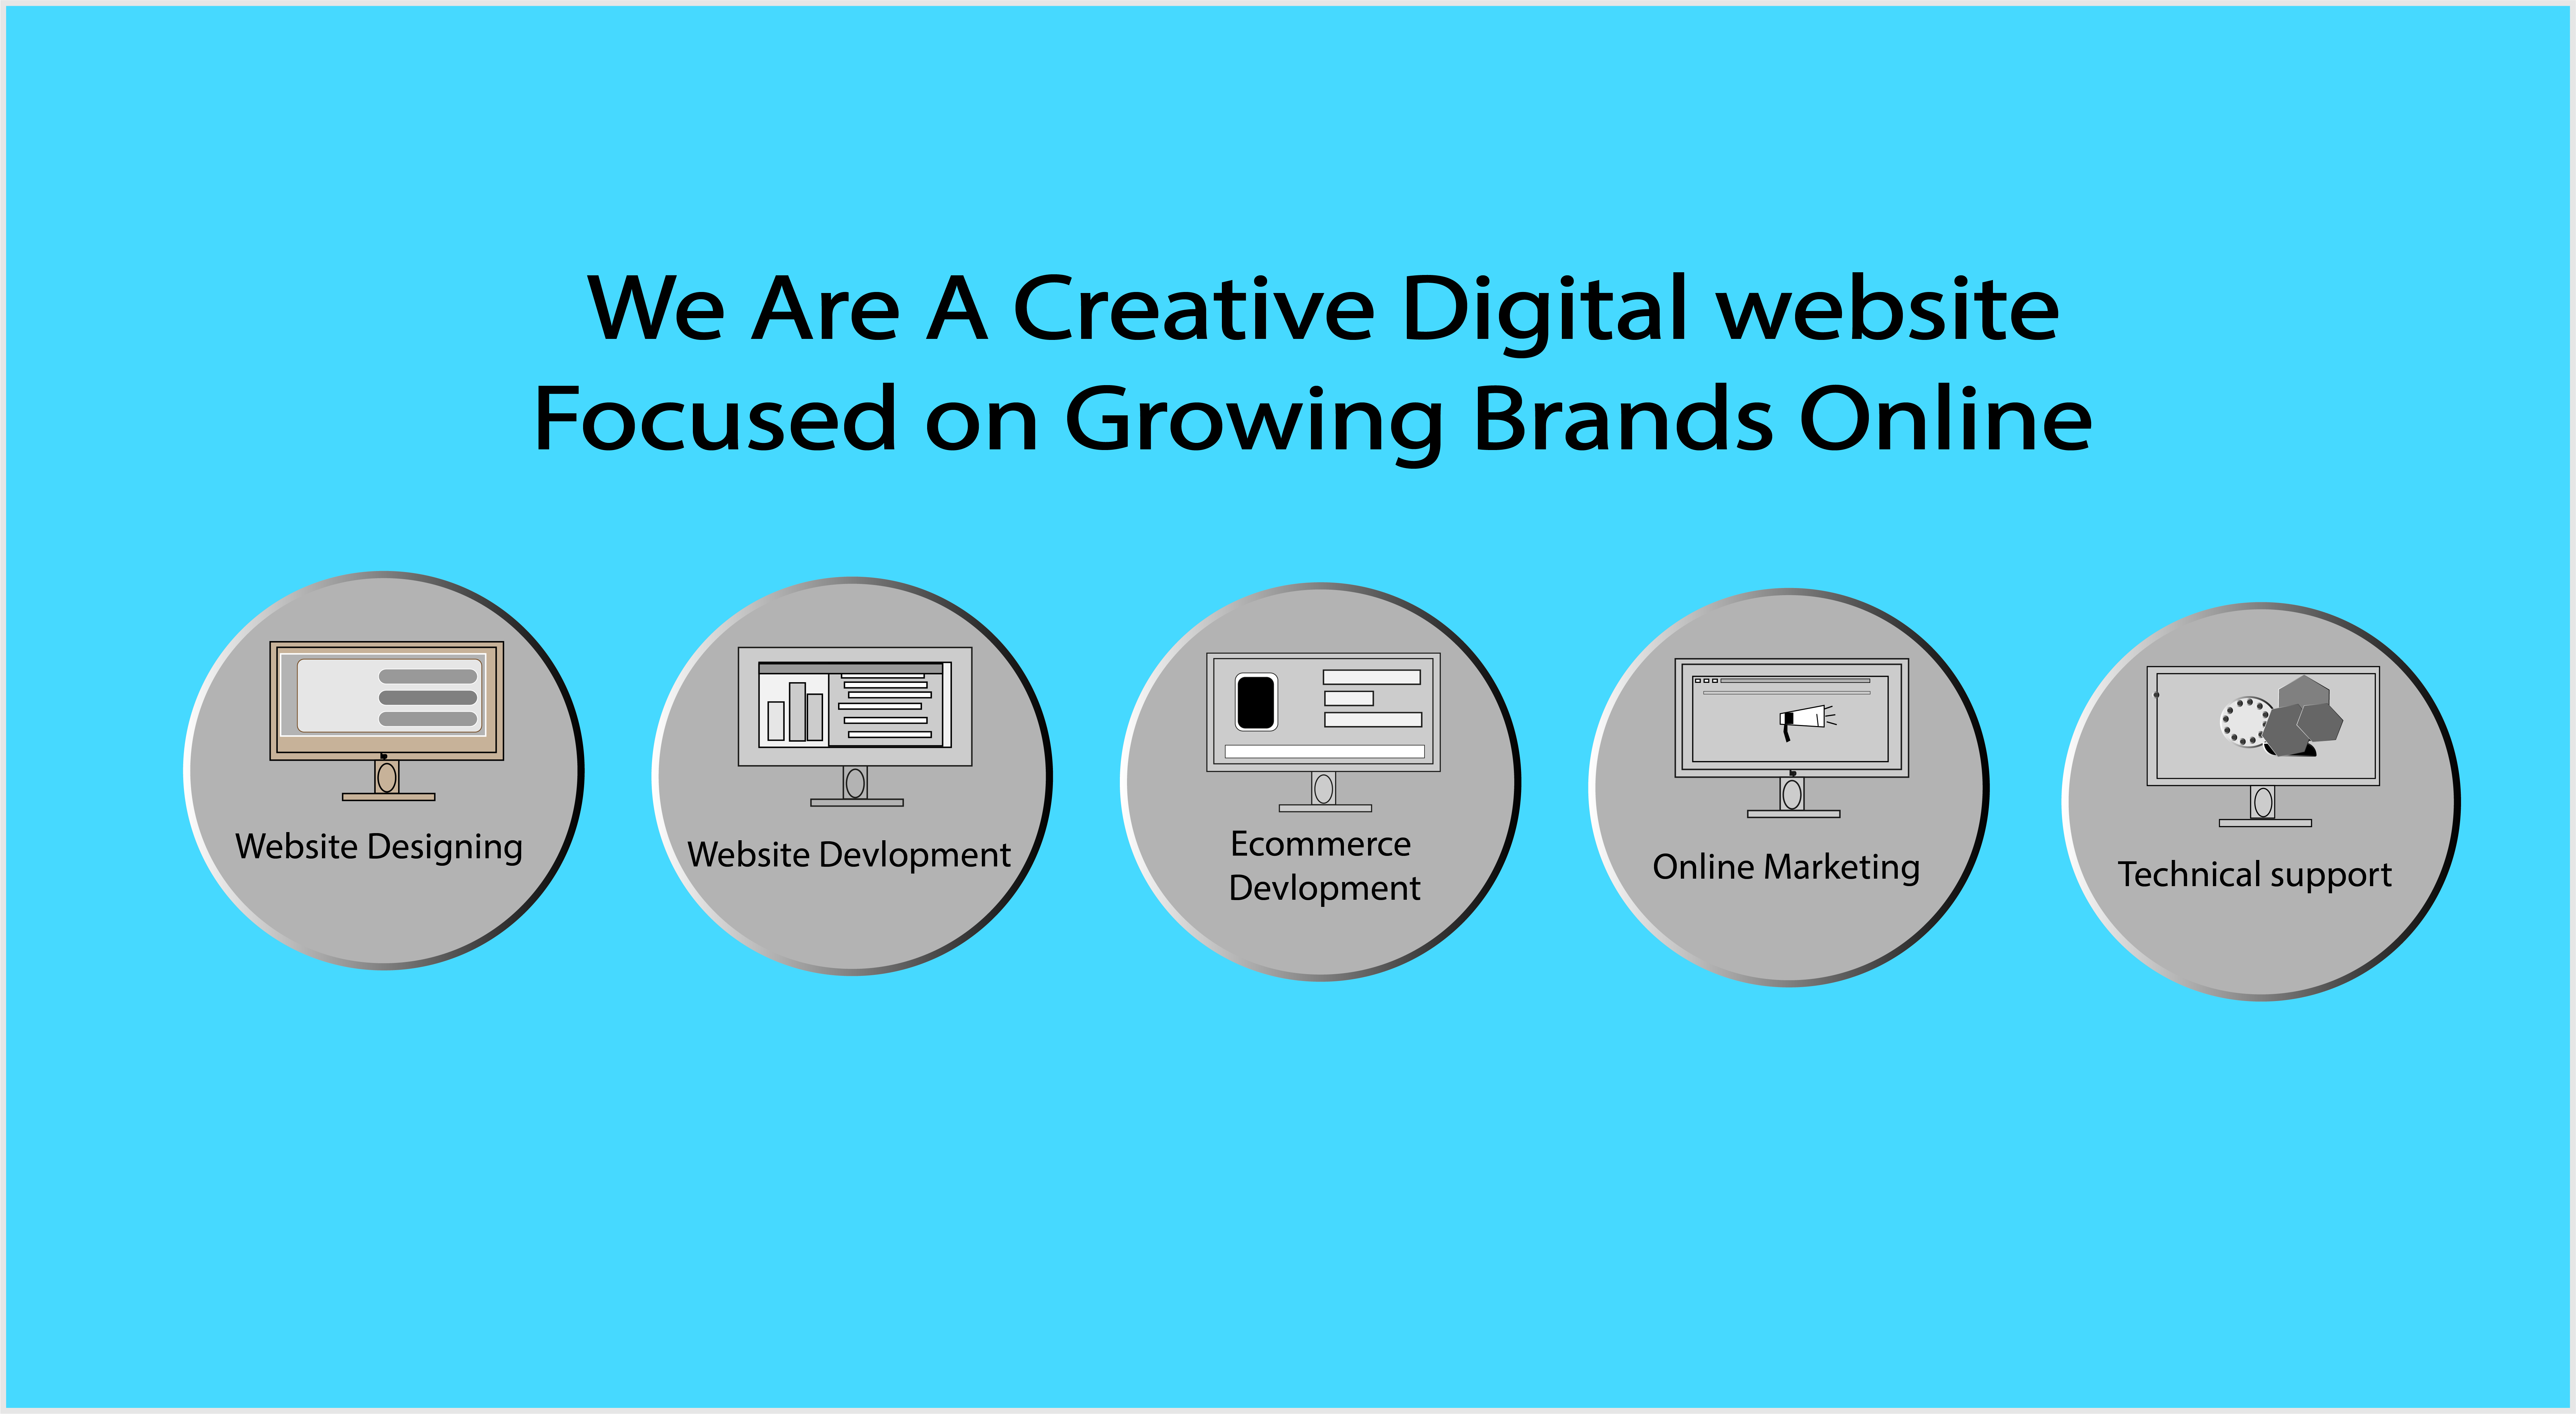 We Are A Creative Digital website
Focused on Growing Brands Online
Website Designing
Website Devlopment
Ecommerce
Devlopment
Online Marketing
Technical support